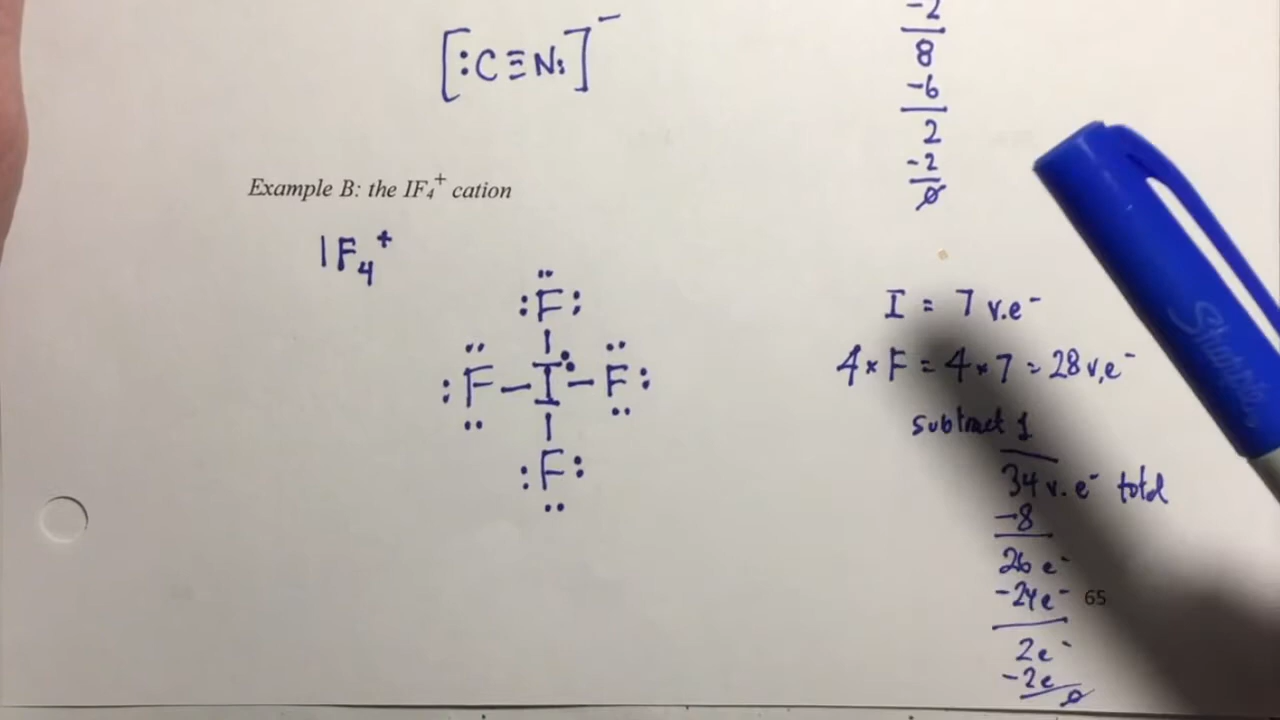 -2
[:C≡N:]⁻
8
-6
2
-2
0
Example B: the IF₄⁺ cation
IF₄⁺
:F:
I = 7 v.e⁻
:F–I–F:
4 × F = 4 × 7 = 28 v.e⁻
subtract 1
:F:
34 v.e⁻ total
-8
26 e⁻
-24e⁻ 65
2e⁻
-2e
0
Sharpie